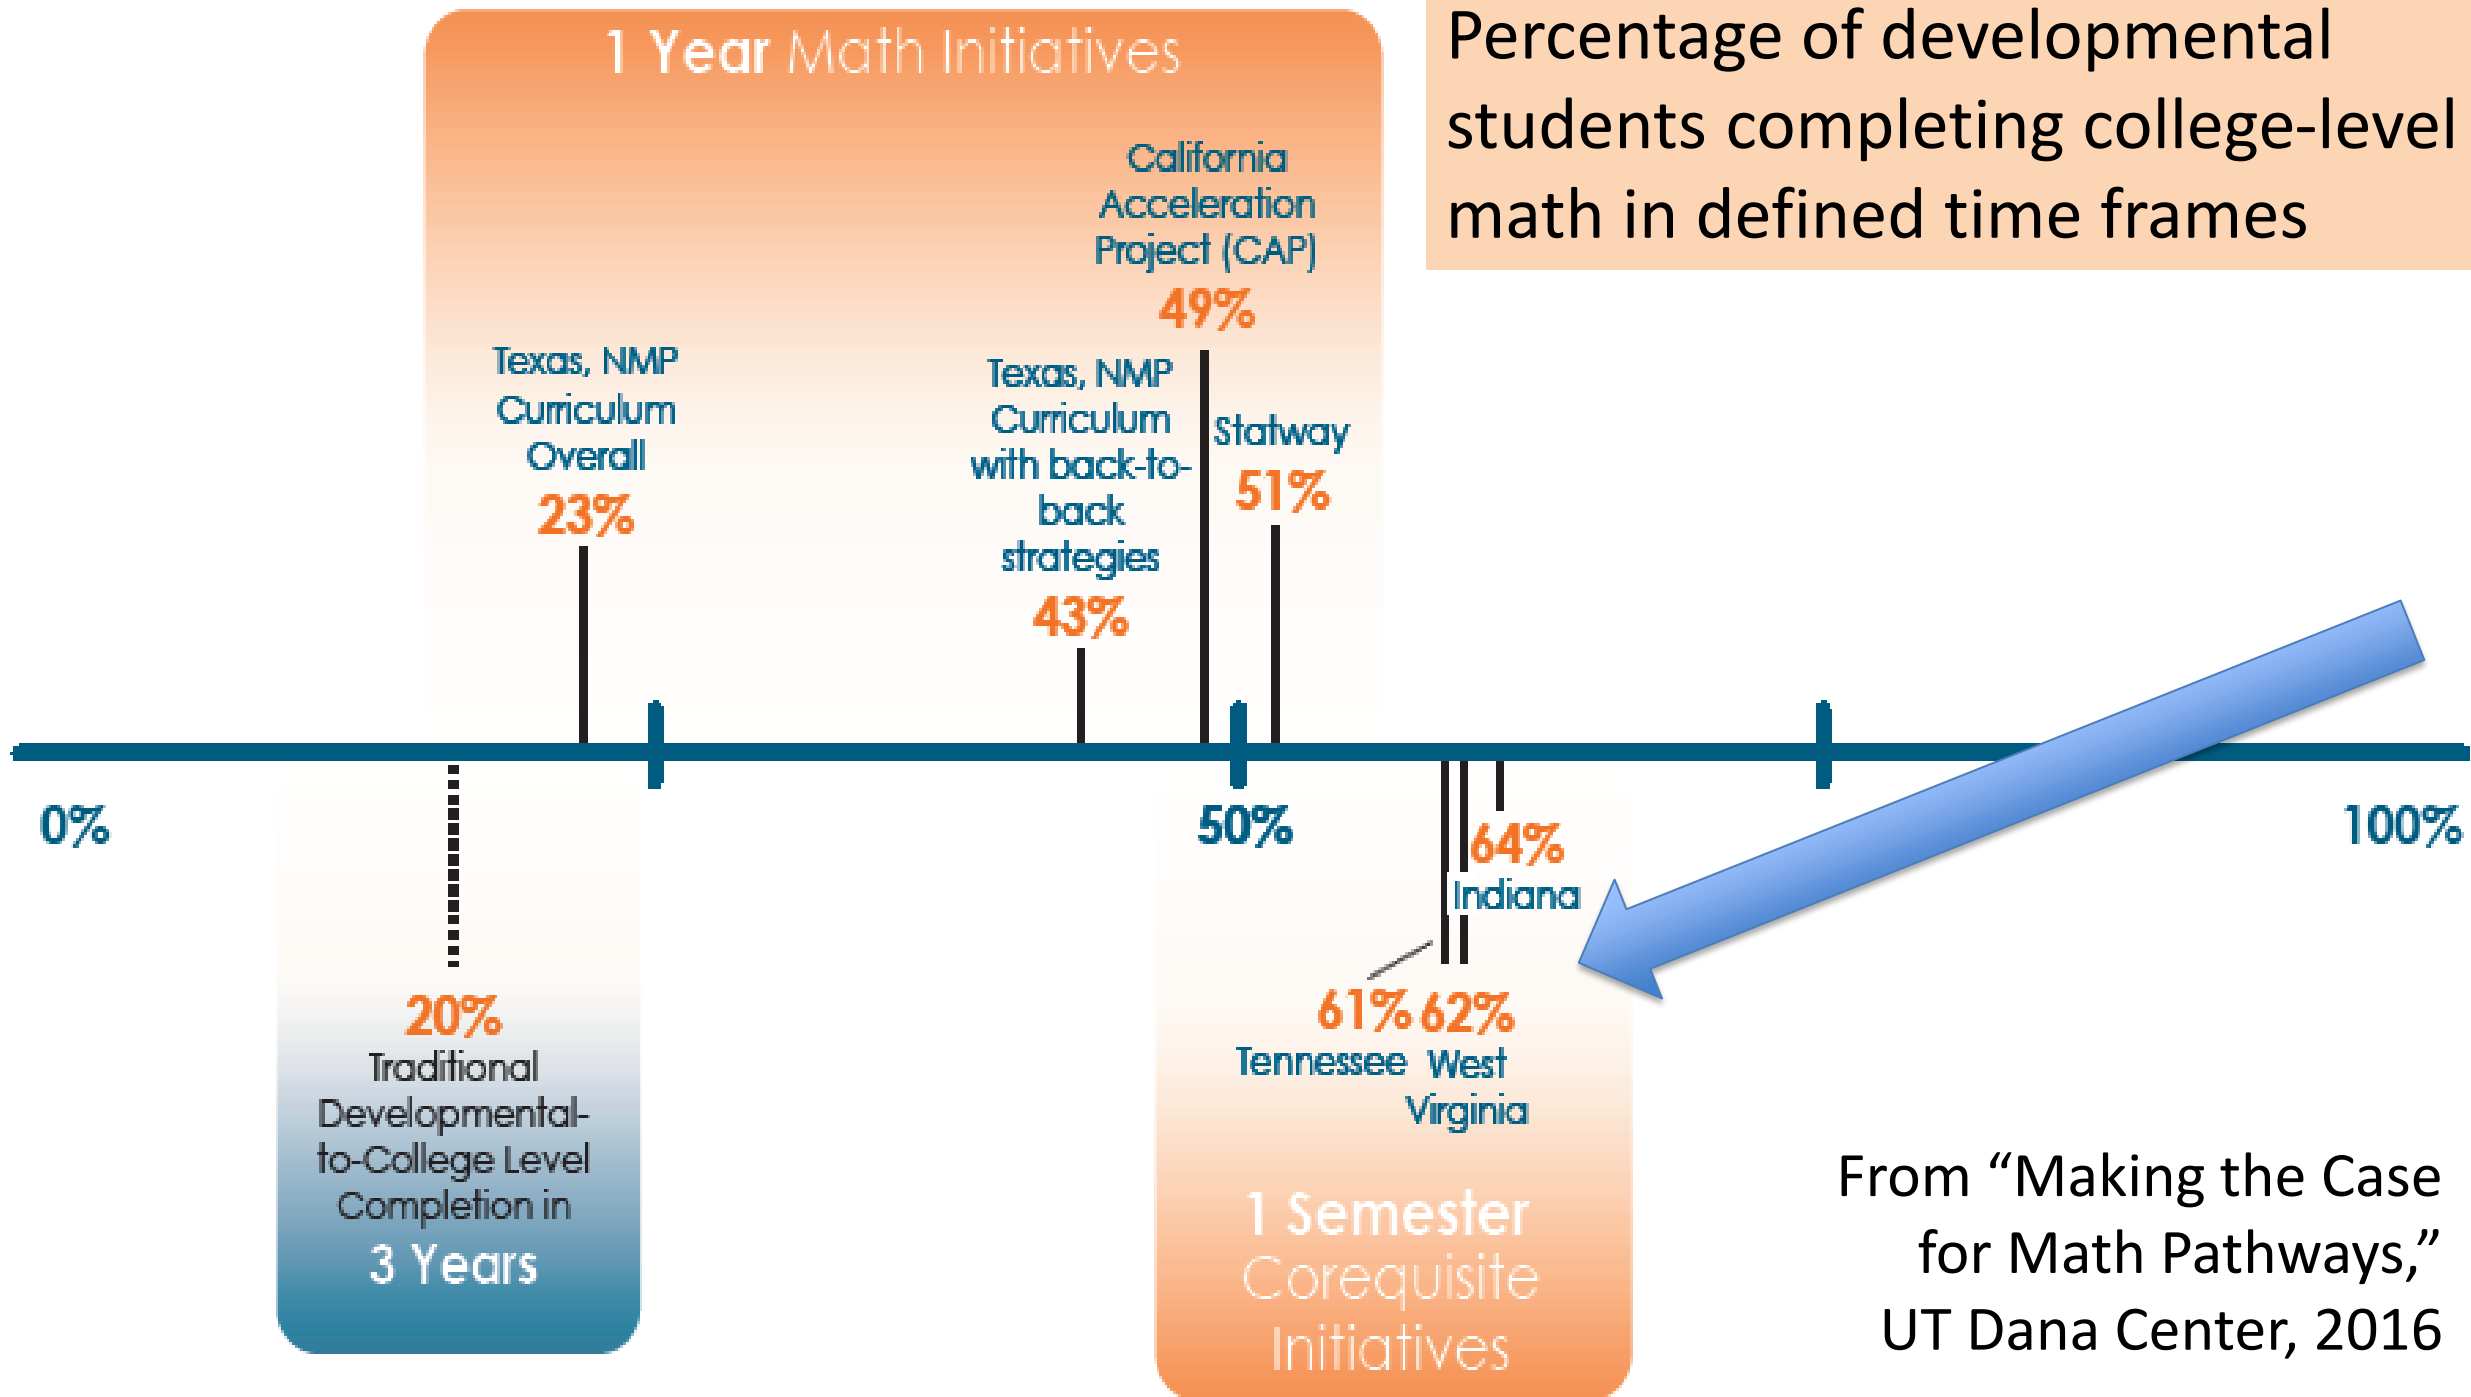 1 Year Math Initiatives
Percentage of developmental
students completing college-level
math in defined time frames
California
Acceleration
Project (CAP)
49%
Texas, NMP
Curriculum
Overall
23%
Texas, NMP
Curriculum
with back-to-
back
strategies
43%
Statway
51%
0%
50%
100%
64%
Indiana
20%
Traditional
Developmental-
to-College Level
Completion in
3 Years
61%
Tennessee
62%
West
Virginia
1 Semester
Corequisite
Initiatives
From “Making the Case
for Math Pathways,”
UT Dana Center, 2016